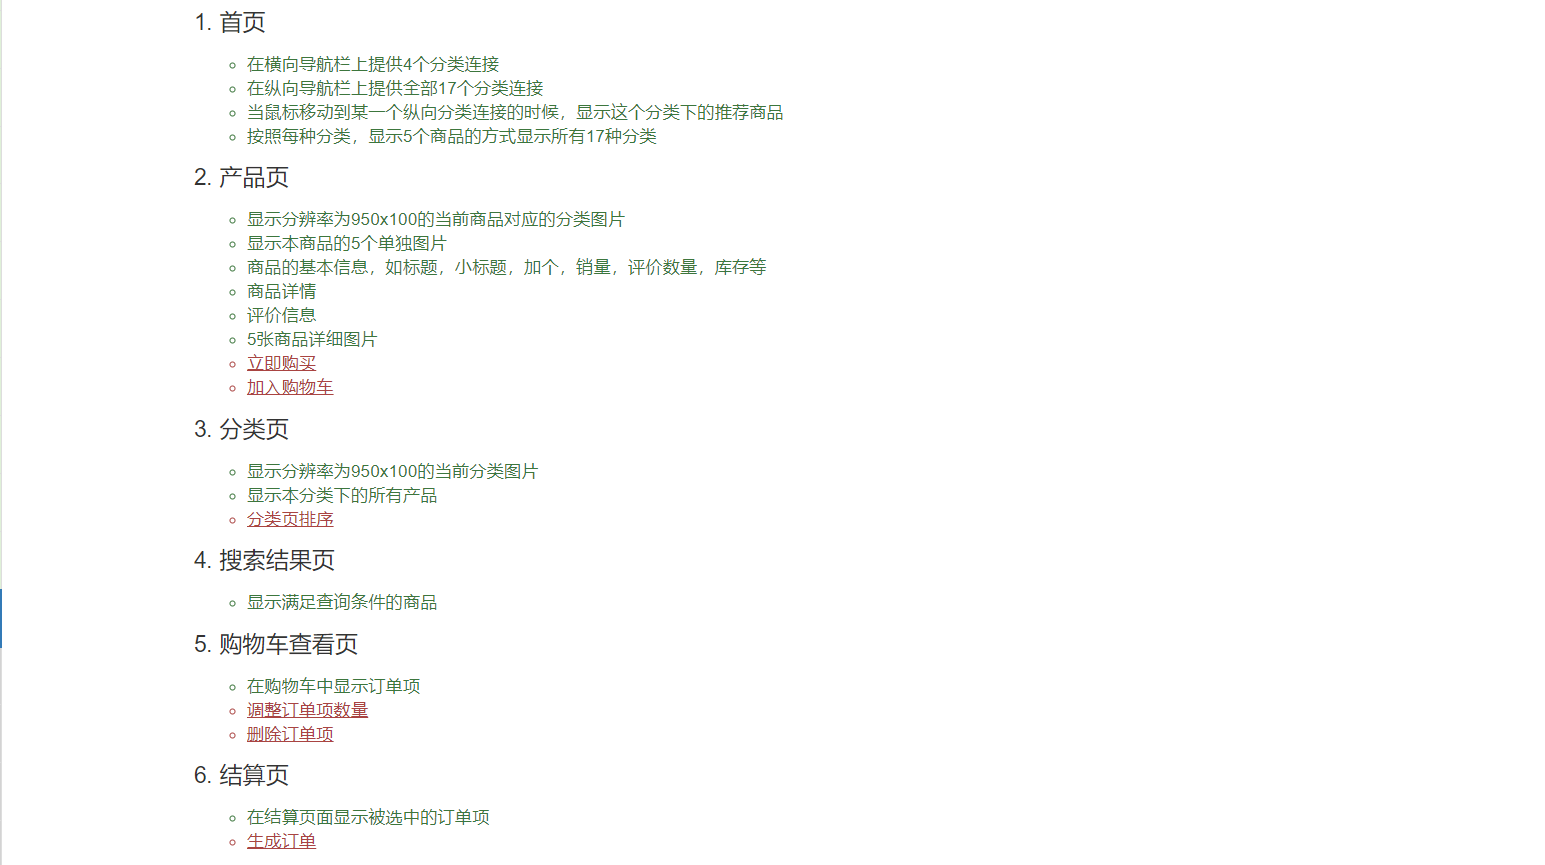 1. 首页
在横向导航栏上提供4个分类连接
在纵向导航栏上提供全部17个分类连接
当鼠标移动到某一个纵向分类连接的时候，显示这个分类下的推荐商品
按照每种分类，显示5个商品的方式显示所有17种分类
2. 产品页
显示分辨率为950x100的当前商品对应的分类图片
显示本商品的5个单独图片
商品的基本信息，如标题，小标题，加个，销量，评价数量，库存等
商品详情
评价信息
5张商品详细图片
立即购买
加入购物车
3. 分类页
显示分辨率为950x100的当前分类图片
显示本分类下的所有产品
分类页排序
4. 搜索结果页
显示满足查询条件的商品
5. 购物车查看页
在购物车中显示订单项
调整订单项数量
删除订单项
6. 结算页
在结算页面显示被选中的订单项
生成订单